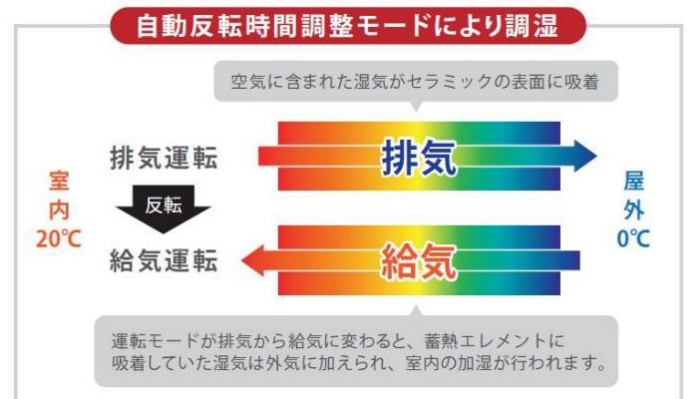 自動反転時間調整モードにより調湿
空気に含まれた湿気がセラミックの表面に吸着
排気運転
排気
反転
給気運転
給気
室内
20℃
屋外
0℃
運転モードが排気から給気に変わると、蓄熱エレメントに
吸着していた湿気は外気に加えられ、室内の加湿が行われます。